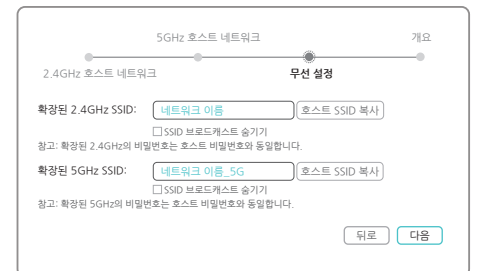 5GHz 호스트 네트워크 개요
2.4GHz 호스트 네트워크 무선 설정
확장된 2.4GHz SSID: 네트워크 이름 호스트 SSID 복사
SSID 브로드캐스트 숨기기
참고: 확장된 2.4GHz의 비밀번호는 호스트 비밀번호와 동일합니다.
확장된 5GHz SSID: 네트워크 이름_5G 호스트 SSID 복사
SSID 브로드캐스트 숨기기
참고: 확장된 5GHz의 비밀번호는 호스트 비밀번호와 동일합니다.
뒤로 다음